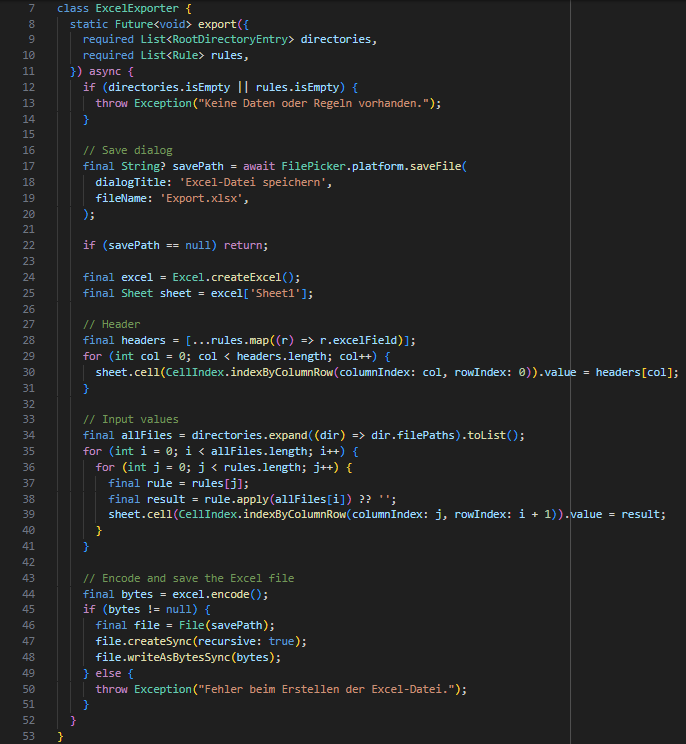 7 class ExcelExporter {
8   static Future<void> export({
9     required List<RootDirectoryEntry> directories,
10     required List<Rule> rules,
11   }) async {
12     if (directories.isEmpty || rules.isEmpty) {
13       throw Exception("Keine Daten oder Regeln vorhanden.");
14     }
15
16     // Save dialog
17     final String? savePath = await FilePicker.platform.saveFile(
18       dialogTitle: 'Excel-Datei speichern',
19       fileName: 'Export.xlsx',
20     );
21
22     if (savePath == null) return;
23
24     final excel = Excel.createExcel();
25     final Sheet sheet = excel['Sheet1'];
26
27     // Header
28     final headers = [...rules.map((r) => r.excelField)];
29     for (int col = 0; col < headers.length; col++) {
30       sheet.cell(CellIndex.indexByColumnRow(columnIndex: col, rowIndex: 0)).value = headers[col];
31     }
32
33     // Input values
34     final allFiles = directories.expand((dir) => dir.filePaths).toList();
35     for (int i = 0; i < allFiles.length; i++) {
36       for (int j = 0; j < rules.length; j++) {
37         final rule = rules[j];
38         final result = rule.apply(allFiles[i]) ?? '';
39         sheet.cell(CellIndex.indexByColumnRow(columnIndex: j, rowIndex: i + 1)).value = result;
40       }
41     }
42
43     // Encode and save the Excel file
44     final bytes = excel.encode();
45     if (bytes != null) {
46       final file = File(savePath);
47       file.createSync(recursive: true);
48       file.writeAsBytesSync(bytes);
49     } else {
50       throw Exception("Fehler beim Erstellen der Excel-Datei.");
51     }
52   }
53 }